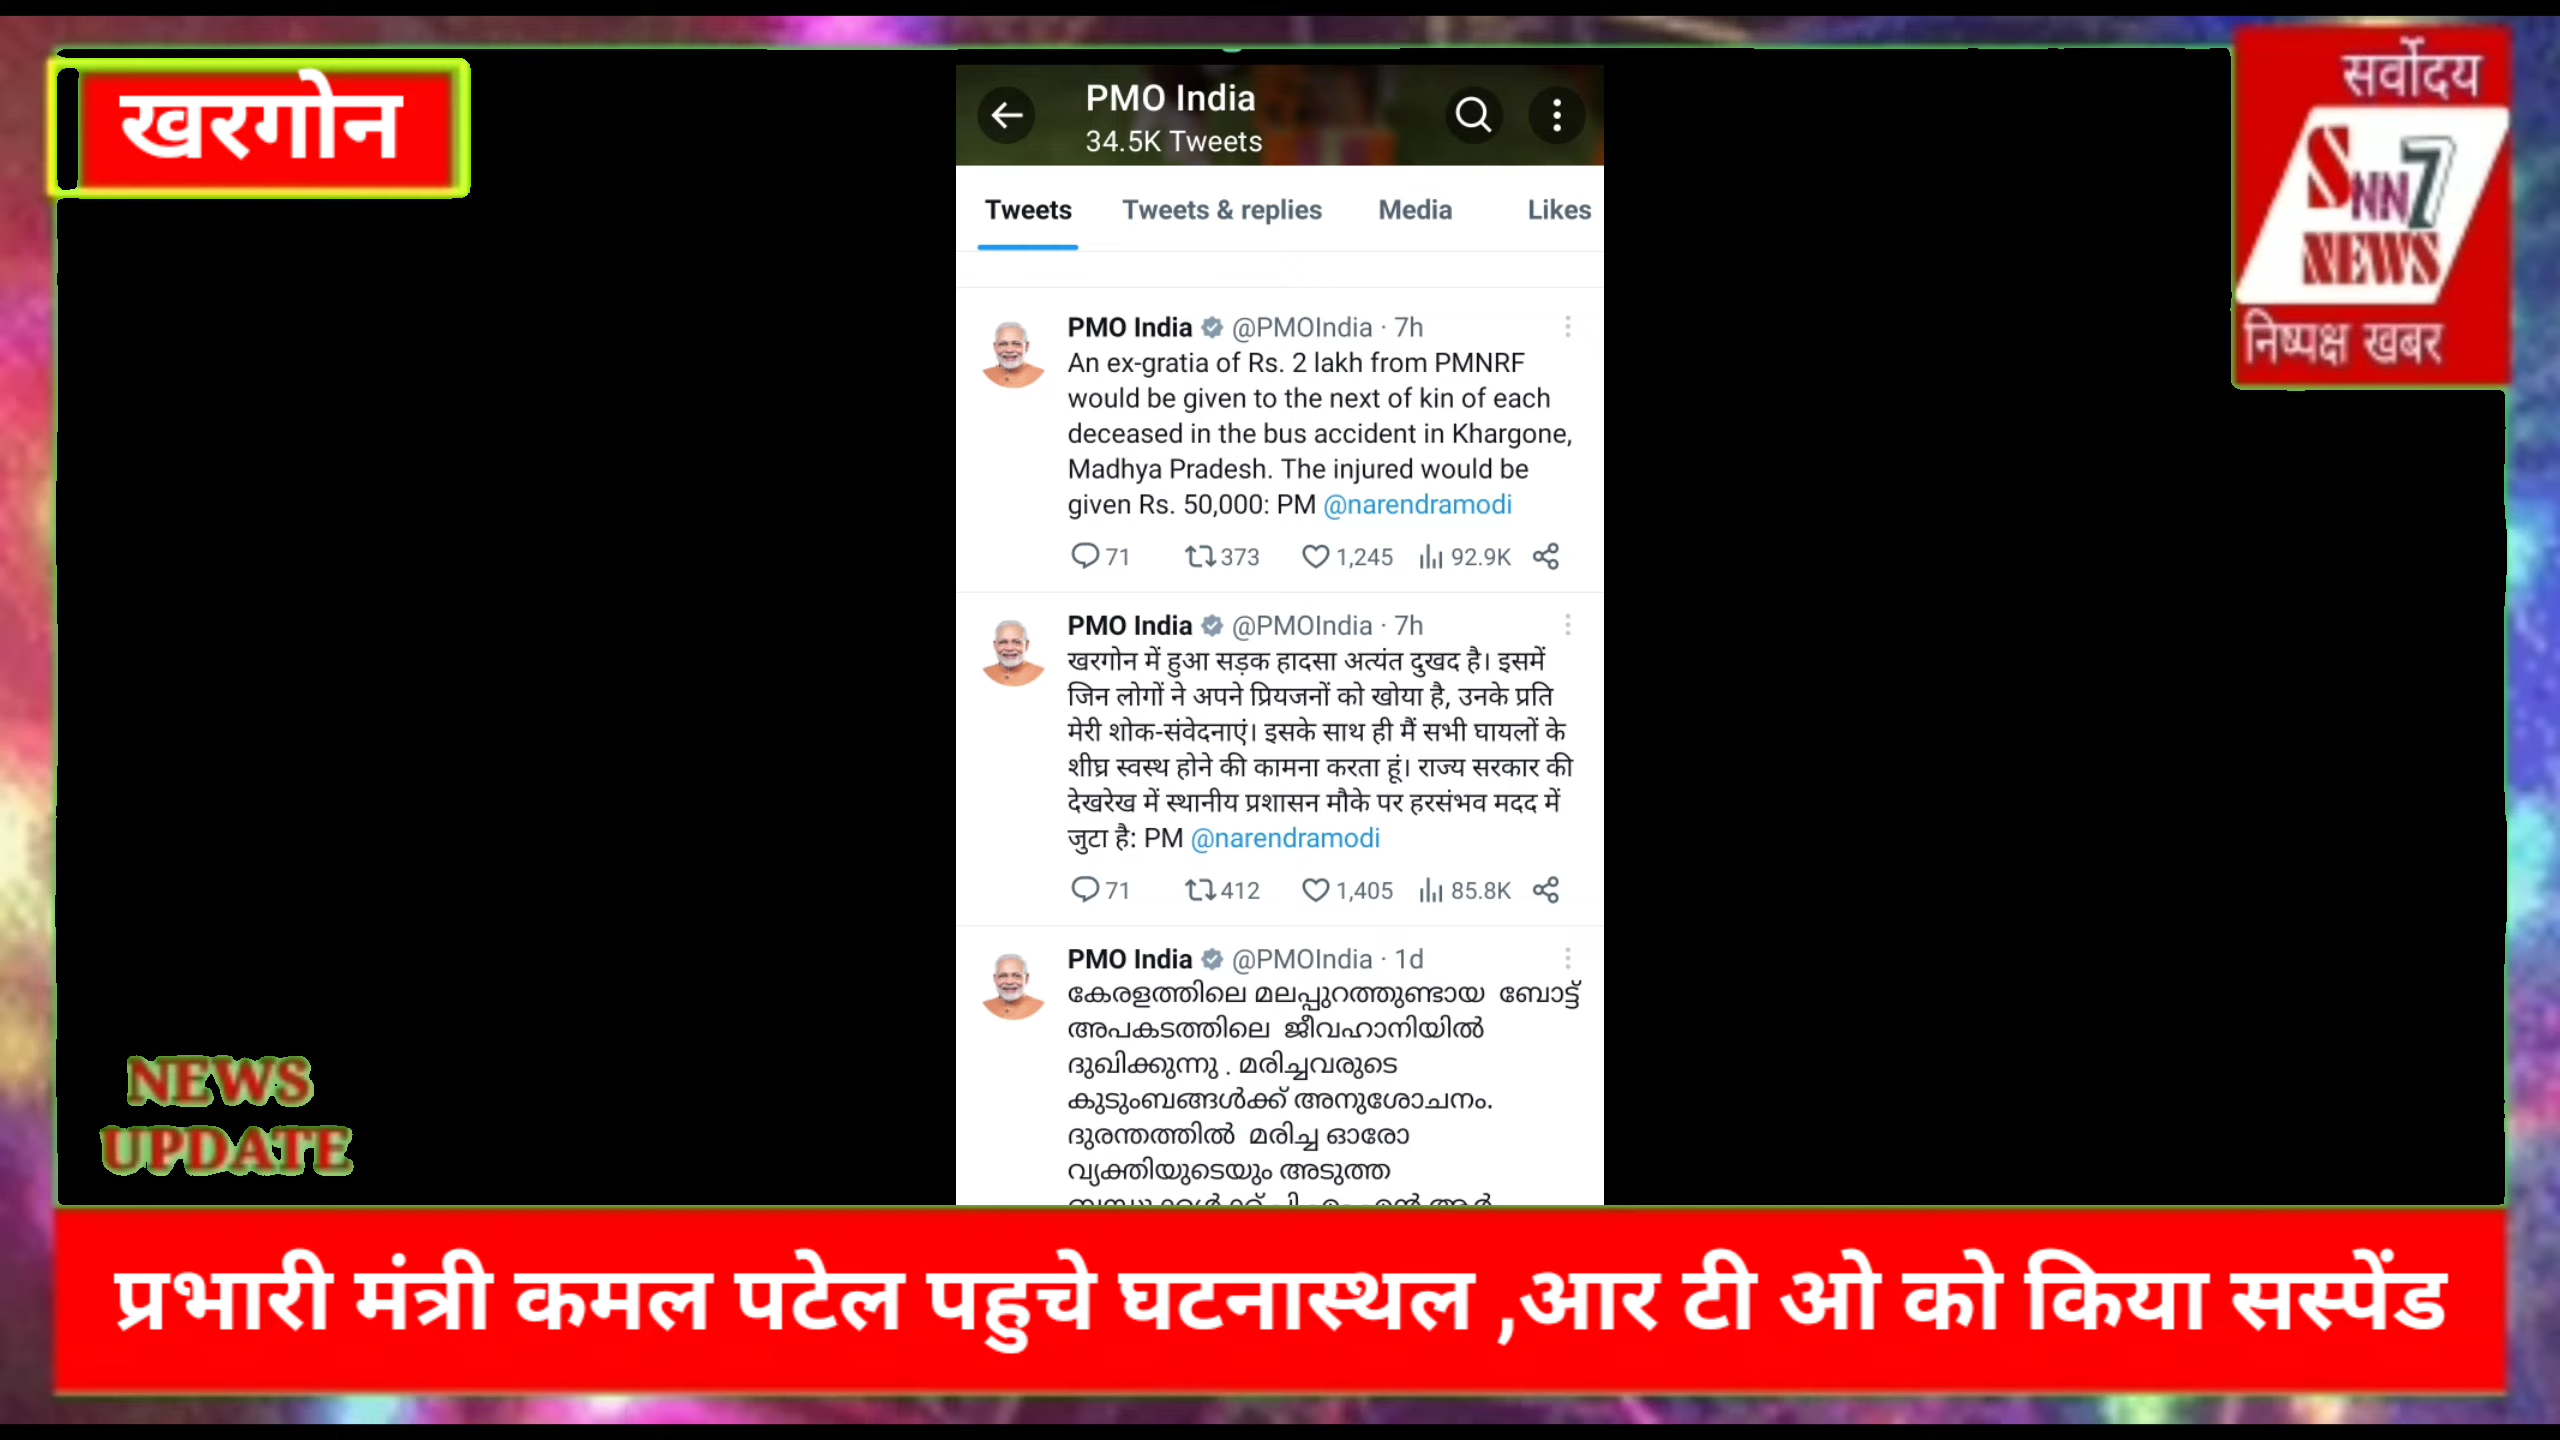 खरगोन
सर्वोदय
SNN7
NEWS
निष्पक्ष खबर
PMO India
34.5K Tweets
Tweets Tweets & replies Media Likes
PMO India @PMOIndia · 7h
An ex-gratia of Rs. 2 lakh from PMNRF
would be given to the next of kin of each
deceased in the bus accident in Khargone,
Madhya Pradesh. The injured would be
given Rs. 50,000: PM @narendramodi
71 373 1,245 92.9K
PMO India @PMOIndia · 7h
खरगोन में हुआ सड़क हादसा अत्यंत दुखद है। इसमें
जिन लोगों ने अपने प्रियजनों को खोया है, उनके प्रति
मेरी शोक-संवेदनाएं। इसके साथ ही मैं सभी घायलों के
शीघ्र स्वस्थ होने की कामना करता हूं। राज्य सरकार की
देखरेख में स्थानीय प्रशासन मौके पर हरसंभव मदद में
जुटा है: PM @narendramodi
71 412 1,405 85.8K
PMO India @PMOIndia · 1d
കേരളത്തിലെ മലപ്പുറത്തുണ്ടായ ബോട്ട്
അപകടത്തിലെ ജീവഹാനിയിൽ
ദുഖിക്കുന്നു . മരിച്ചവരുടെ
കുടുംബങ്ങൾക്ക് അനുശോചനം.
ദുരന്തത്തിൽ മരിച്ച ഓരോ
വ്യക്തിയുടെയും അടുത്ത
NEWS
UPDATE
प्रभारी मंत्री कमल पटेल पहुचे घटनास्थल ,आर टी ओ को किया सस्पेंड